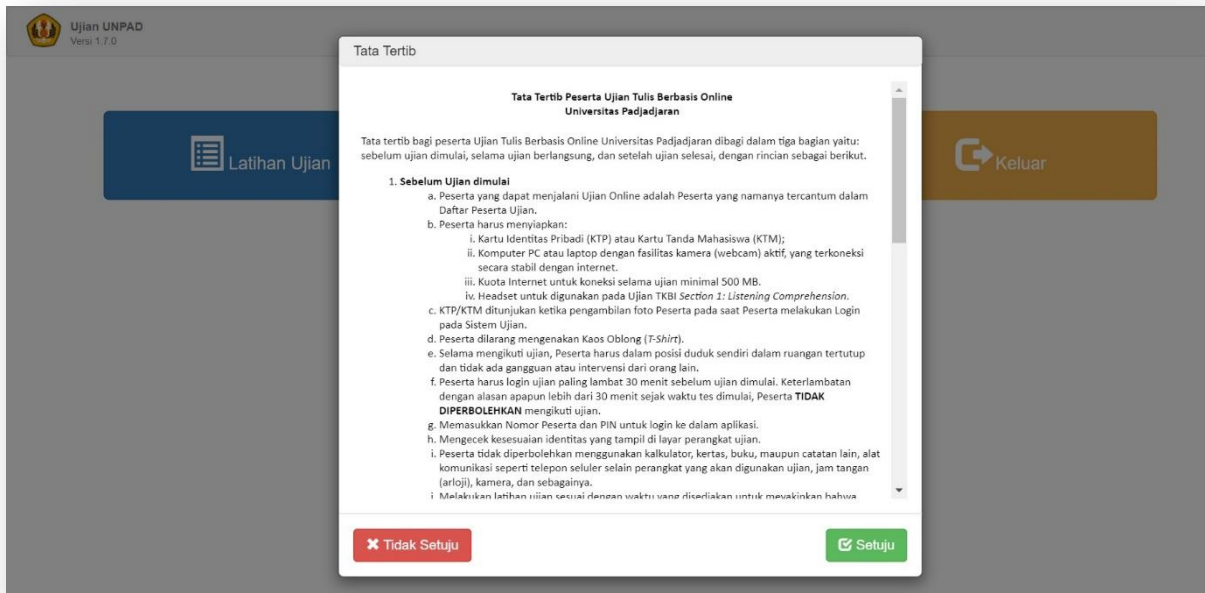 Ujian UNPAD
Versi 1.7.0
Latihan Ujian
Keluar
Tata Tertib
Tata Tertib Peserta Ujian Tulis Berbasis Online
Universitas Padjadjaran
Tata tertib bagi peserta Ujian Tulis Berbasis Online Universitas Padjadjaran dibagi dalam tiga bagian yaitu:
sebelum ujian dimulai, selama ujian berlangsung, dan setelah ujian selesai, dengan rincian sebagai berikut.
1. Sebelum Ujian dimulai
a. Peserta yang dapat menjalani Ujian Online adalah Peserta yang namanya tercantum dalam
Daftar Peserta Ujian.
b. Peserta harus menyiapkan:
i. Kartu Identitas Pribadi (KTP) atau Kartu Tanda Mahasiswa (KTM);
ii. Komputer PC atau laptop dengan fasilitas kamera (webcam) aktif, yang terkoneksi
secara stabil dengan internet.
iii. Kuota Internet untuk koneksi selama ujian minimal 500 MB.
iv. Headset untuk digunakan pada Ujian TKBI Section 1: Listening Comprehension.
c. KTP/KTM ditunjukan ketika pengambilan foto Peserta pada saat Peserta melakukan Login
pada Sistem Ujian.
d. Peserta dilarang mengenakan Kaos Oblong (T-Shirt).
e. Selama mengikuti ujian, Peserta harus dalam posisi duduk sendiri dalam ruangan tertutup
dan tidak ada gangguan atau intervensi dari orang lain.
f. Peserta harus login ujian paling lambat 30 menit sebelum ujian dimulai. Keterlambatan
dengan alasan apapun lebih dari 30 menit sejak waktu tes dimulai, Peserta TIDAK
DIPERBOLEHKAN mengikuti ujian.
g. Memasukkan Nomor Peserta dan PIN untuk login ke dalam aplikasi.
h. Mengecek kesesuaian identitas yang tampil di layar perangkat ujian.
i. Peserta tidak diperbolehkan menggunakan kalkulator, kertas, buku, maupun catatan lain, alat
komunikasi seperti telepon seluler selain perangkat yang akan digunakan ujian, jam tangan
(arloji), kamera, dan sebagainya.
j. Melakukan latihan ujian sesuai dengan waktu yang disediakan untuk meyakinkan bahwa
Tidak Setuju
Setuju